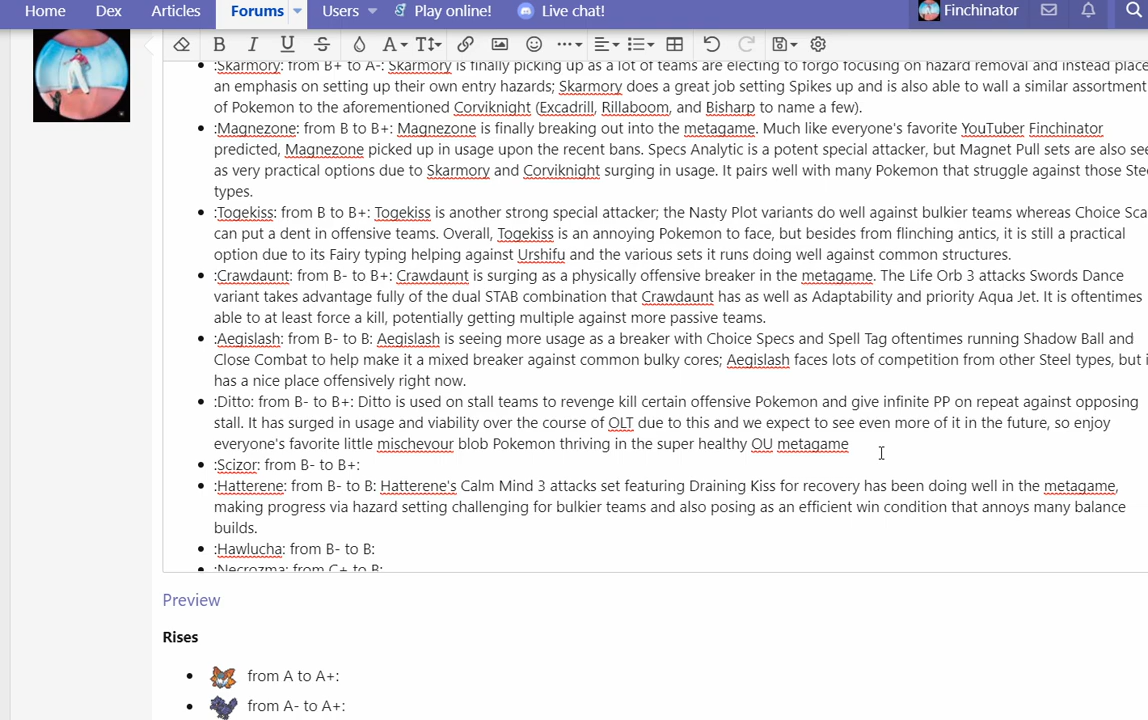 Home Dex Articles Forums Users Play online! Live chat! Finchinator
:Skarmory: from B+ to A-: Skarmory is finally picking up as a lot of teams are electing to forgo focusing on hazard removal and instead place
an emphasis on setting up their own entry hazards; Skarmory does a great job setting Spikes up and is also able to wall a similar assortment
of Pokemon to the aforementioned Corviknight (Excadrill, Rillaboom, and Bisharp to name a few).
:Magnezone: from B to B+: Magnezone is finally breaking out into the metagame. Much like everyone's favorite YouTuber Finchinator
predicted, Magnezone picked up in usage upon the recent bans. Specs Analytic is a potent special attacker, but Magnet Pull sets are also see
as very practical options due to Skarmory and Corviknight surging in usage. It pairs well with many Pokemon that struggle against those Stee
types.
:Togekiss: from B to B+: Togekiss is another strong special attacker; the Nasty Plot variants do well against bulkier teams whereas Choice Sca
can put a dent in offensive teams. Overall, Togekiss is an annoying Pokemon to face, but besides from flinching antics, it is still a practical
option due to its Fairy typing helping against Urshifu and the various sets it runs doing well against common structures.
:Crawdaunt: from B- to B+: Crawdaunt is surging as a physically offensive breaker in the metagame. The Life Orb 3 attacks Swords Dance
variant takes advantage fully of the dual STAB combination that Crawdaunt has as well as Adaptability and priority Aqua Jet. It is oftentimes
able to at least force a kill, potentially getting multiple against more passive teams.
:Aegislash: from B- to B: Aegislash is seeing more usage as a breaker with Choice Specs and Spell Tag oftentimes running Shadow Ball and
Close Combat to help make it a mixed breaker against common bulky cores; Aegislash faces lots of competition from other Steel types, but i
has a nice place offensively right now.
:Ditto: from B- to B+: Ditto is used on stall teams to revenge kill certain offensive Pokemon and give infinite PP on repeat against opposing
stall. It has surged in usage and viability over the course of OLT due to this and we expect to see even more of it in the future, so enjoy
everyone's favorite little mischevour blob Pokemon thriving in the super healthy OU metagame
:Scizor: from B- to B+:
:Hatterene: from B- to B: Hatterene's Calm Mind 3 attacks set featuring Draining Kiss for recovery has been doing well in the metagame,
making progress via hazard setting challenging for bulkier teams and also posing as an efficient win condition that annoys many balance
builds.
:Hawlucha: from B- to B:
:Necrozma: from C+ to B:
Preview
Rises
from A to A+:
from A- to A+: